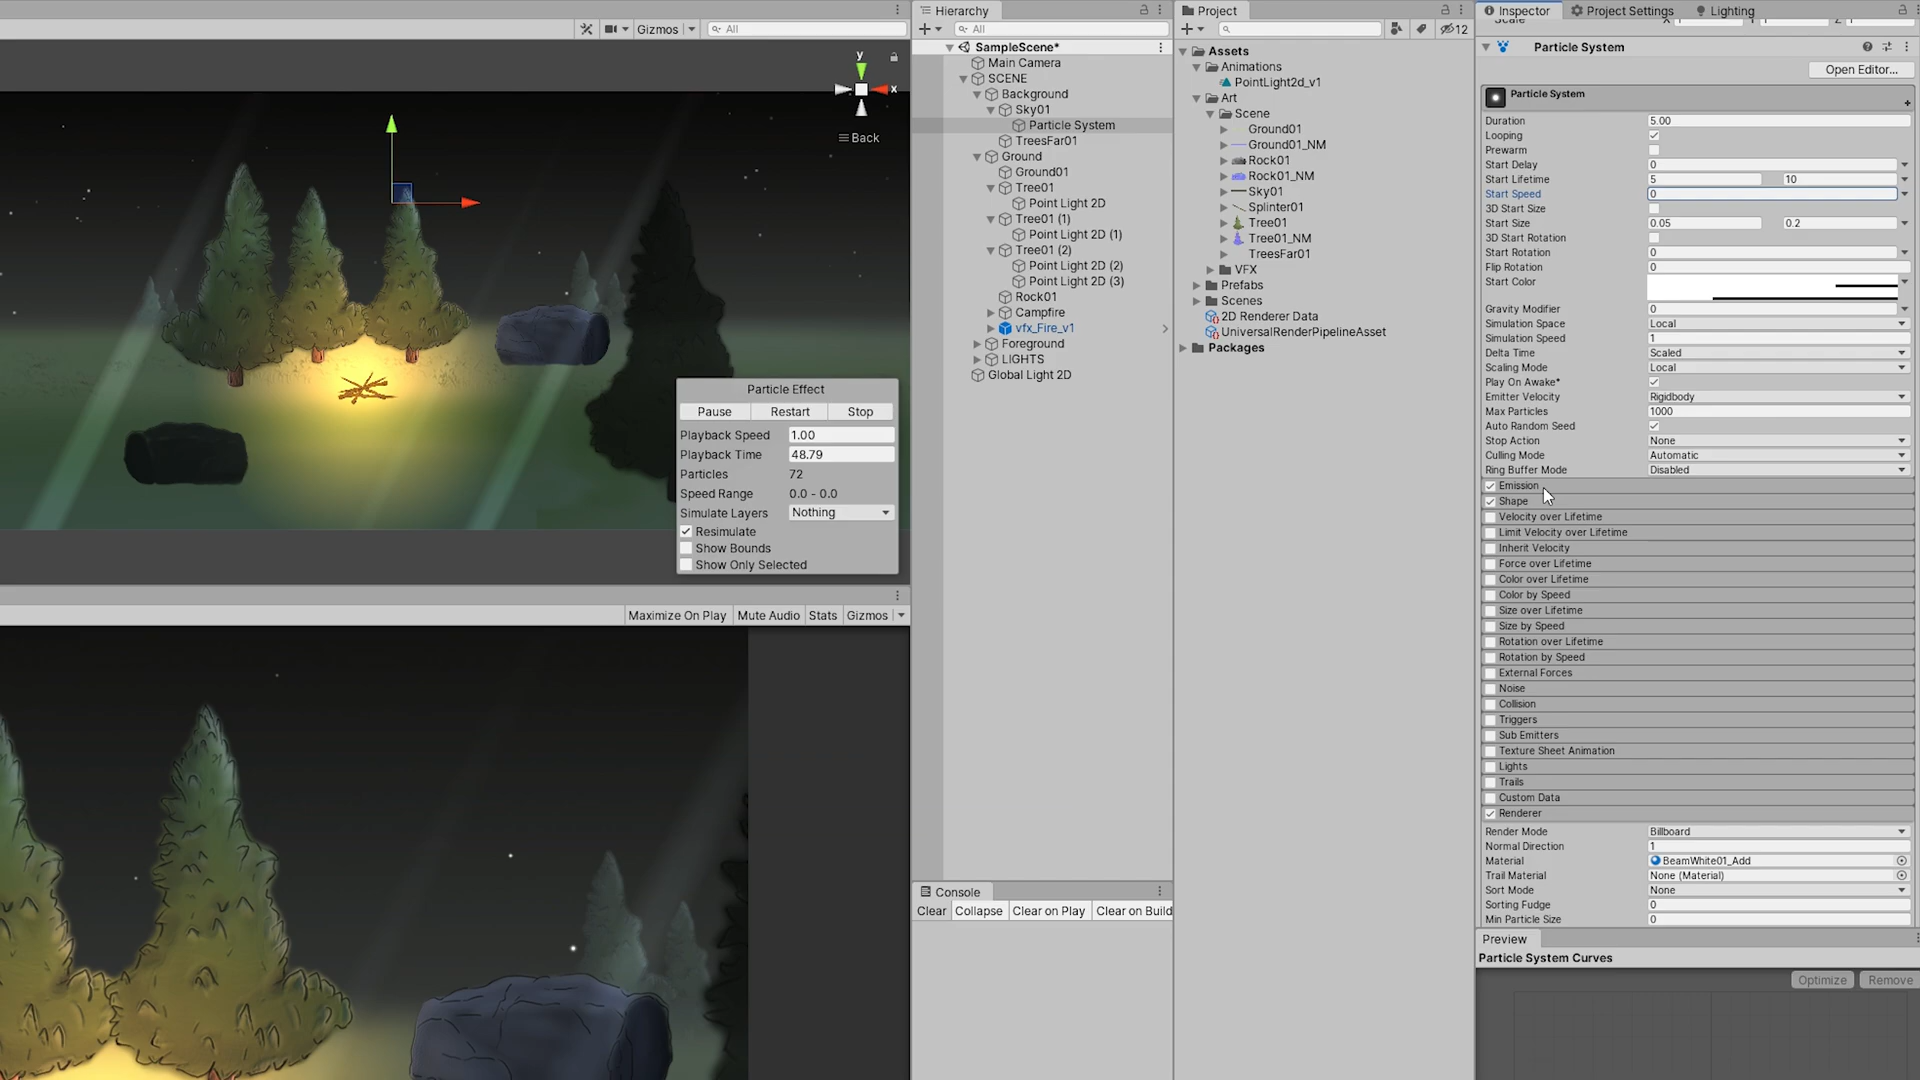 Gizmos
All
y
x
Back
Particle Effect
Pause Restart Stop
Playback Speed 1.00
Playback Time 48.79
Particles 72
Speed Range 0.0 - 0.0
Simulate Layers Nothing
Resimulate
Show Bounds
Show Only Selected
Maximize On Play Mute Audio Stats Gizmos
Hierarchy
All
SampleScene*
Main Camera
SCENE
Background
Sky01
Particle System
TreesFar01
Ground
Ground01
Tree01
Point Light 2D
Tree01 (1)
Point Light 2D (1)
Tree01 (2)
Point Light 2D (2)
Point Light 2D (3)
Rock01
Campfire
vfx_Fire_v1
Foreground
LIGHTS
Global Light 2D
Console
Clear Collapse Clear on Play Clear on Build
Project
12
Assets
Animations
PointLight2d_v1
Art
Scene
Ground01
Ground01_NM
Rock01
Rock01_NM
Sky01
Splinter01
Tree01
Tree01_NM
TreesFar01
VFX
Prefabs
Scenes
2D Renderer Data
UniversalRenderPipelineAsset
Packages
Inspector Project Settings Lighting
Particle System
Open Editor...
Particle System
Duration 5.00
Looping
Prewarm
Start Delay 0
Start Lifetime 5 10
Start Speed 0
3D Start Size
Start Size 0.05 0.2
3D Start Rotation
Start Rotation 0
Flip Rotation 0
Start Color
Gravity Modifier 0
Simulation Space Local
Simulation Speed 1
Delta Time Scaled
Scaling Mode Local
Play On Awake*
Emitter Velocity Rigidbody
Max Particles 1000
Auto Random Seed
Stop Action None
Culling Mode Automatic
Ring Buffer Mode Disabled
Emission
Shape
Velocity over Lifetime
Limit Velocity over Lifetime
Inherit Velocity
Force over Lifetime
Color over Lifetime
Color by Speed
Size over Lifetime
Size by Speed
Rotation over Lifetime
Rotation by Speed
External Forces
Noise
Collision
Triggers
Sub Emitters
Texture Sheet Animation
Lights
Trails
Custom Data
Renderer
Render Mode Billboard
Normal Direction 1
Material BeamWhite01_Add
Trail Material None (Material)
Sort Mode None
Sorting Fudge 0
Min Particle Size 0
Preview
Particle System Curves
Optimize Remove